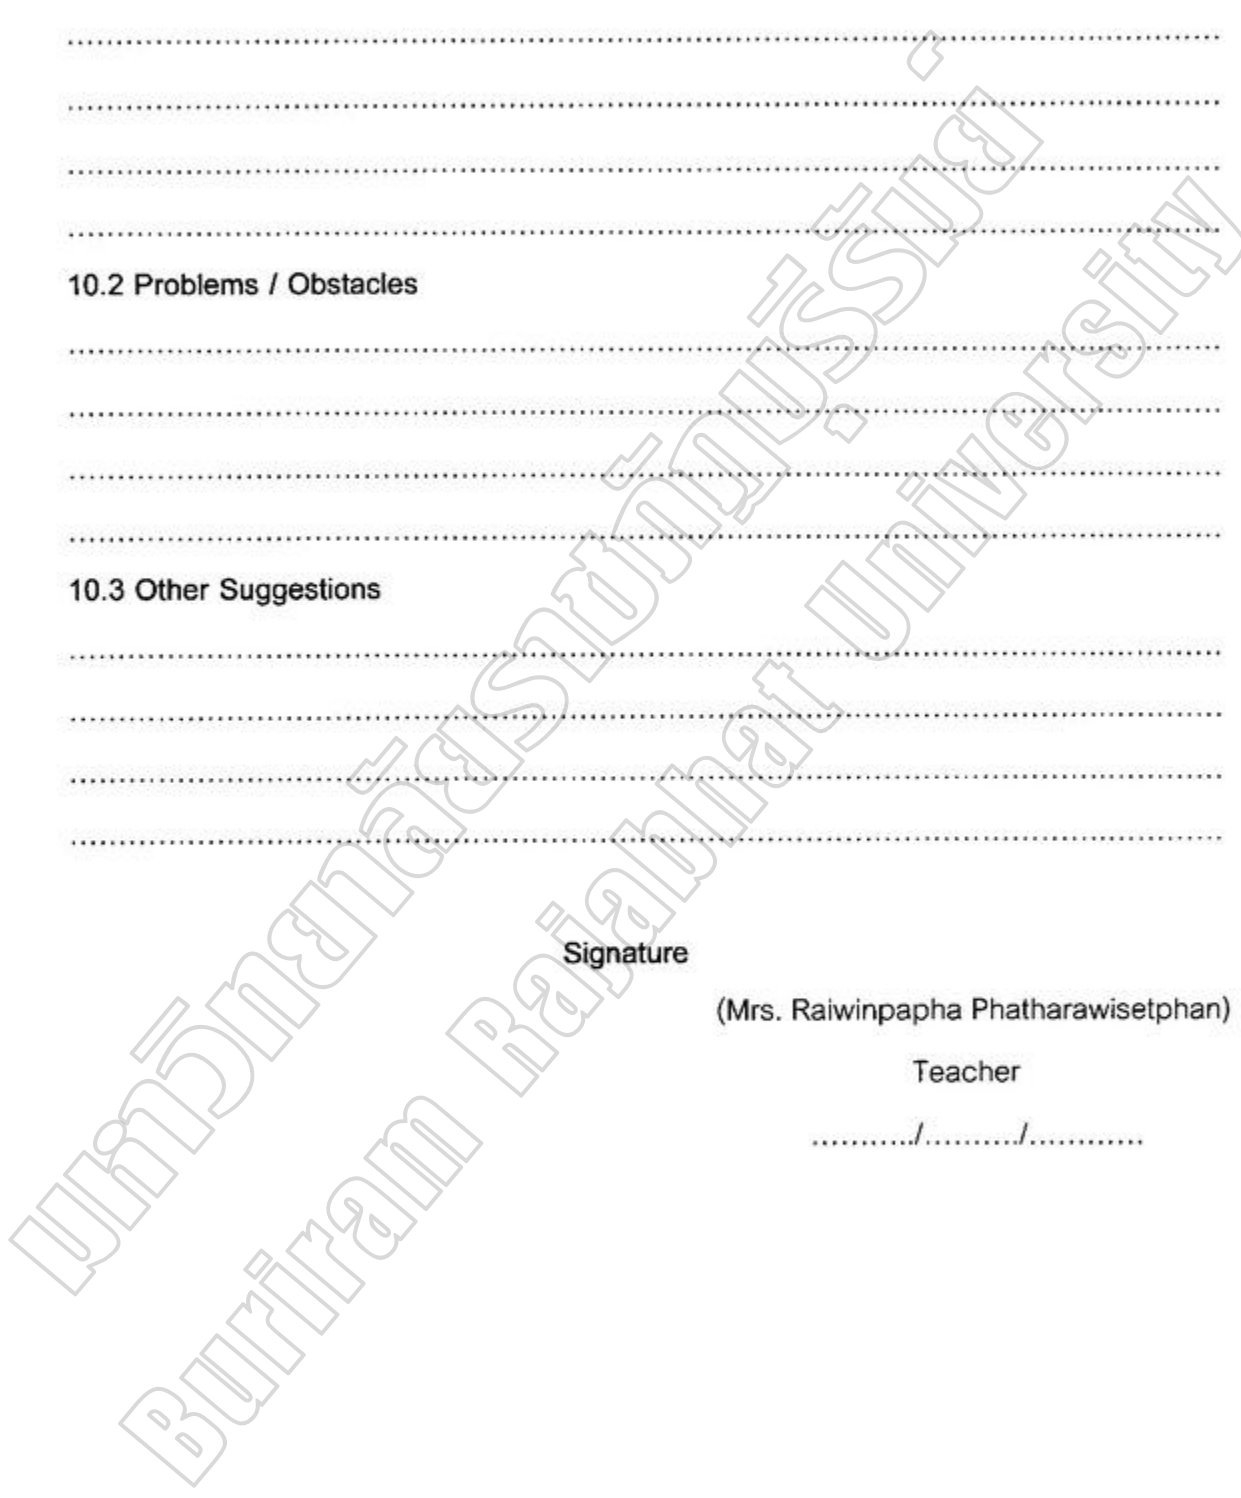 ................................................................................
................................................................................
................................................................................
................................................................................
10.2 Problems / Obstacles
................................................................................
................................................................................
................................................................................
................................................................................
10.3 Other Suggestions
................................................................................
................................................................................
................................................................................
................................................................................
Signature
(Mrs. Raiwinpapha Phatharawisetphan)
Teacher
.........../........../............
มหาวิทยาลัยราชภัฏบุรีรัมย์
Buriram Rajabhat University